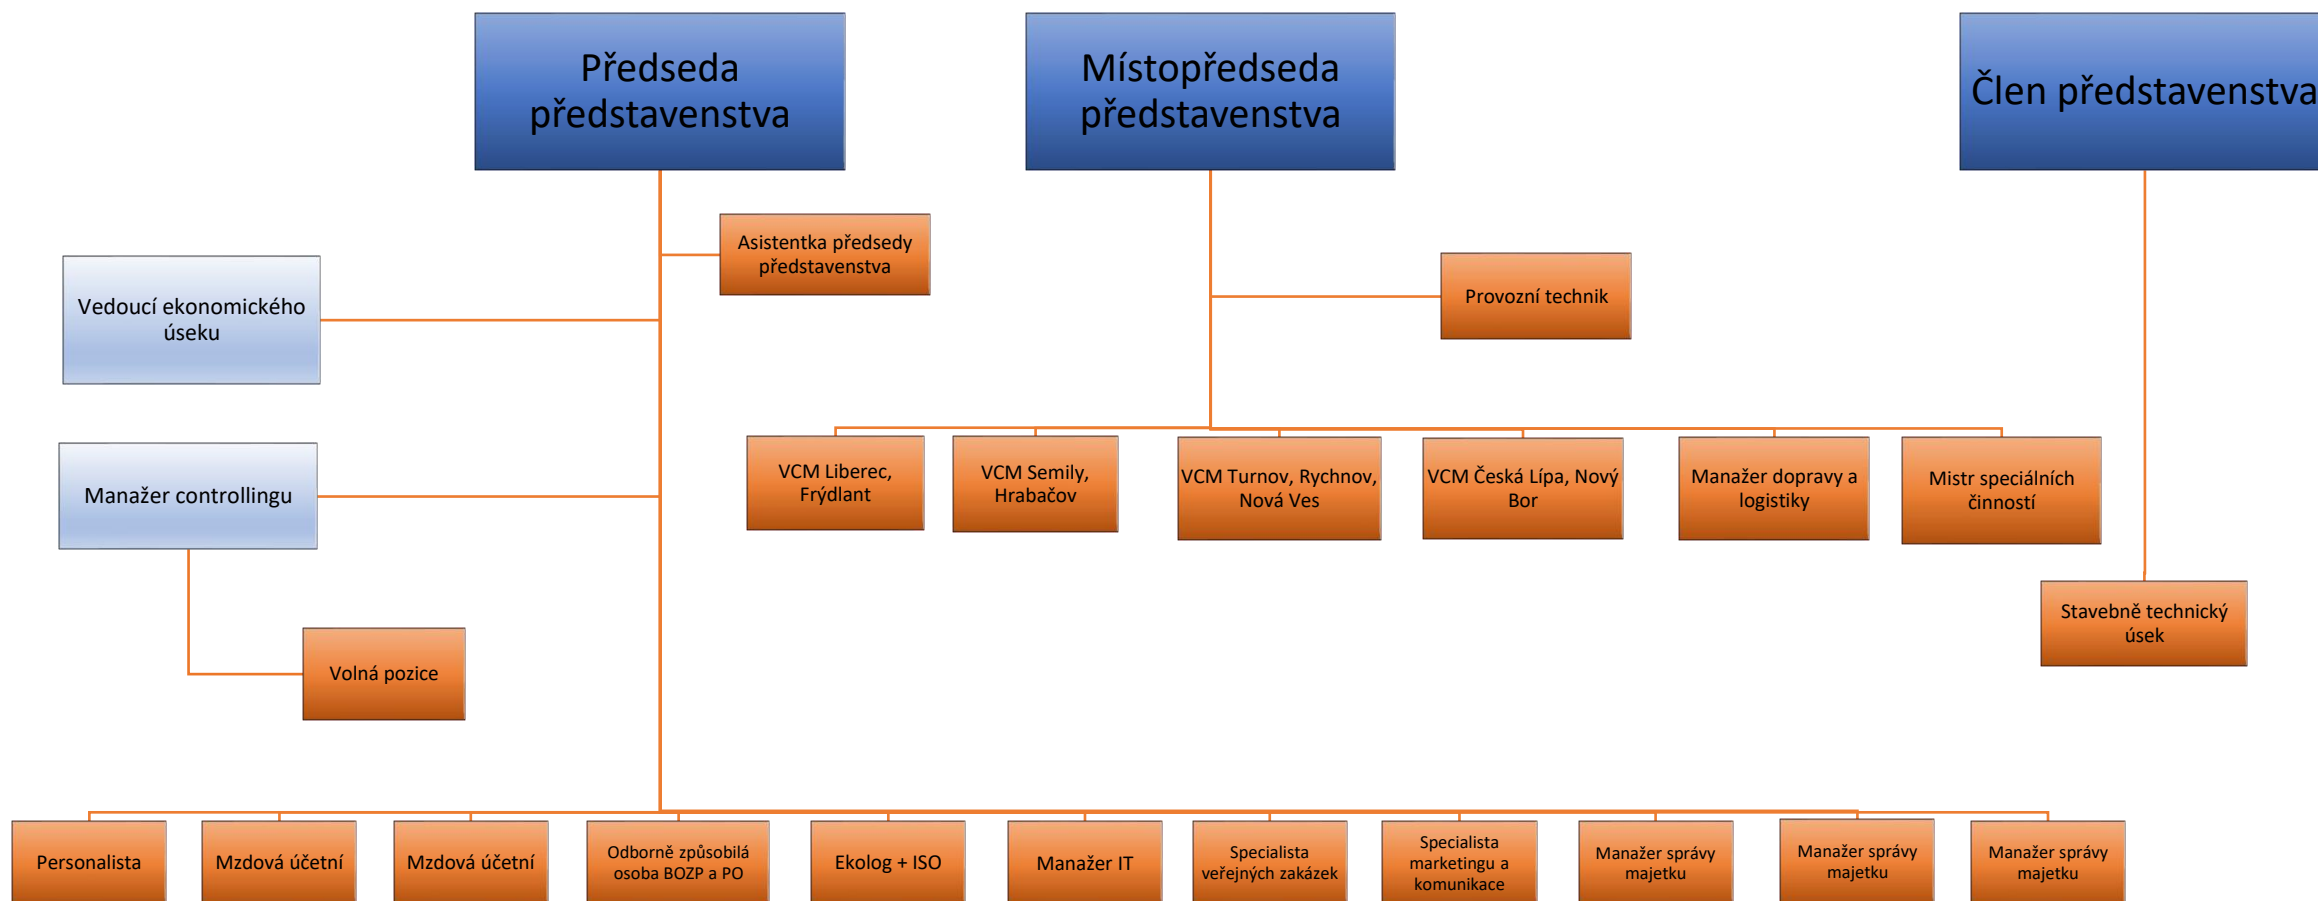 Předseda
představenstva
Místopředseda
představenstva
Člen představenstva
Asistentka předsedy
představenstva
Provozní technik
Vedoucí ekonomického
úseku
Manažer controllingu
VCM Liberec,
Frýdlant
VCM Semily,
Hrabačov
VCM Turnov, Rychnov,
Nová Ves
VCM Česká Lípa, Nový
Bor
Manažer dopravy a
logistiky
Mistr speciálních
činností
Stavebně technický
úsek
Volná pozice
Personalista
Mzdová účetní
Mzdová účetní
Odborně způsobilá
osoba BOZP a PO
Ekolog + ISO
Manažer IT
Specialista
veřejných zakázek
Specialista
marketingu a
komunikace
Manažer správy
majetku
Manažer správy
majetku
Manažer správy
majetku